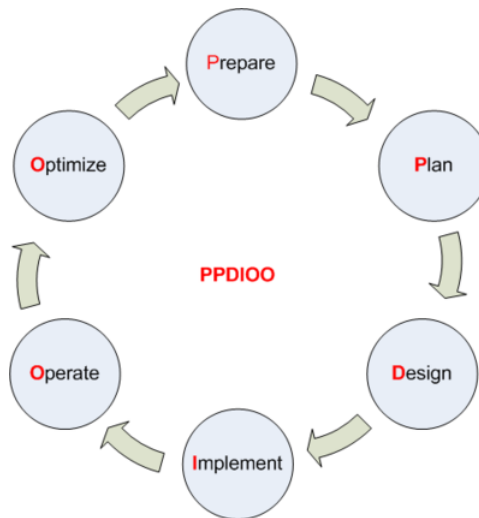 Prepare
Plan
Design
Implement
Operate
Optimize
PPDIOO